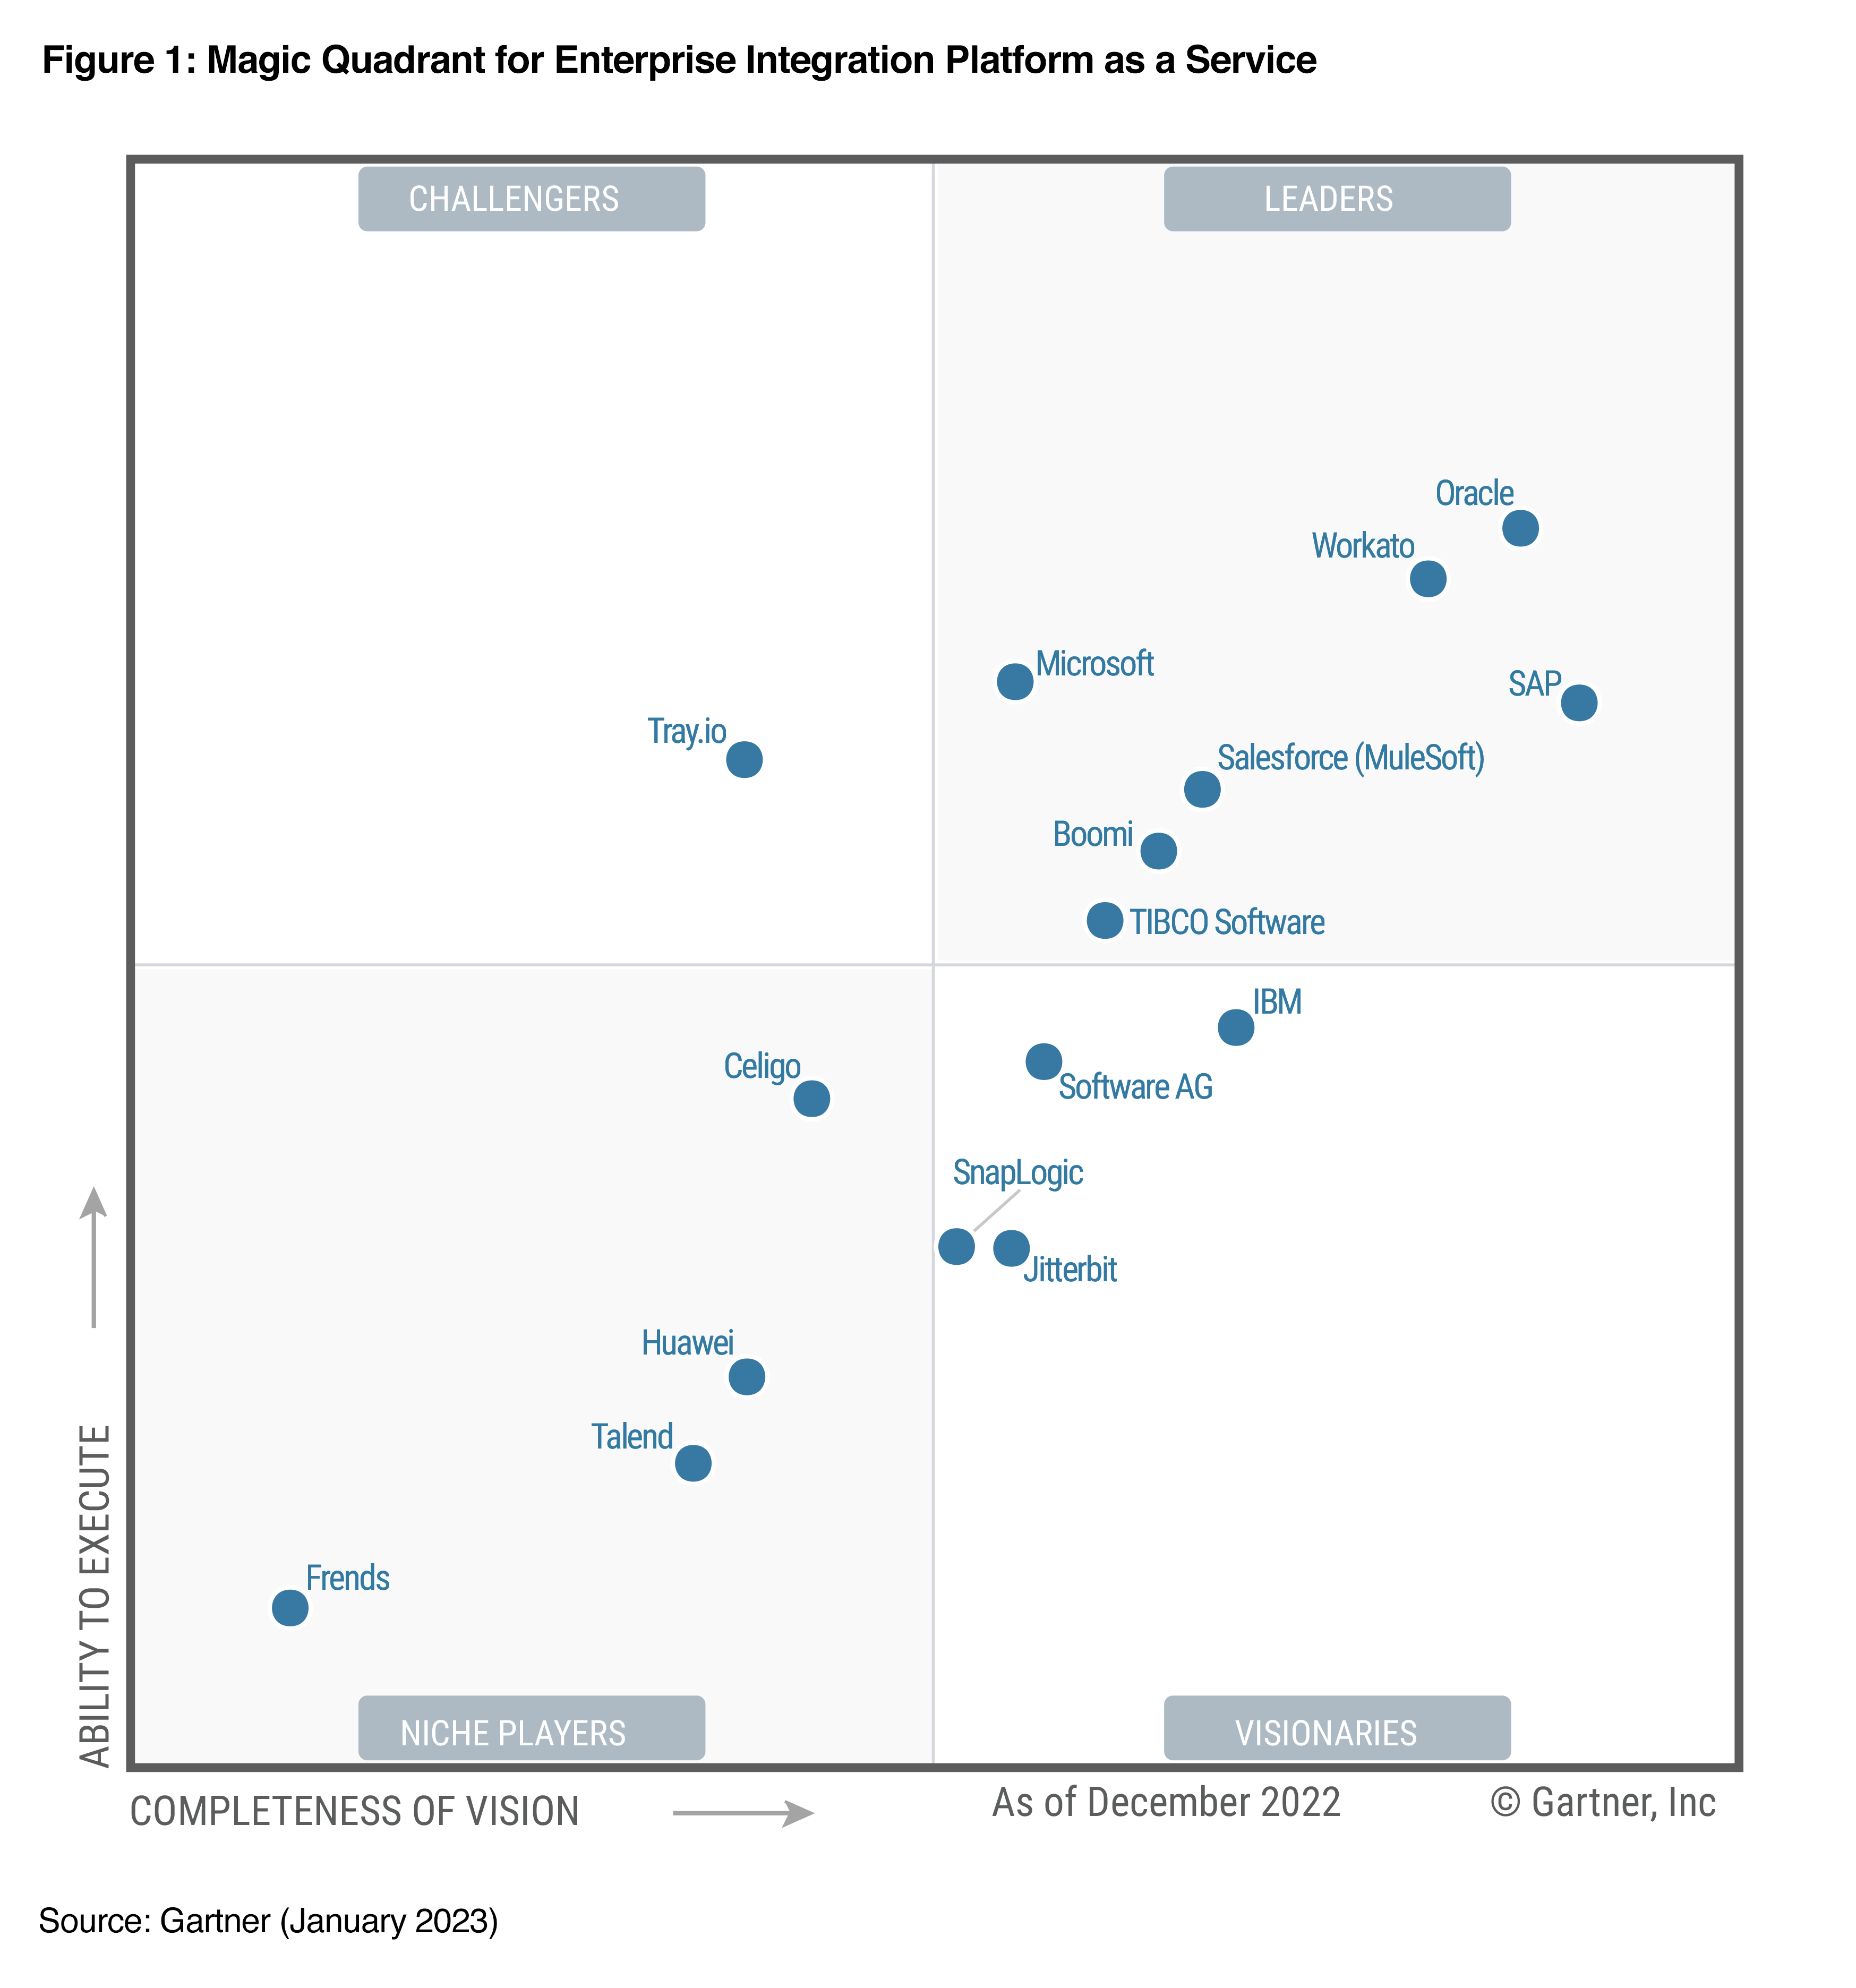 Figure 1: Magic Quadrant for Enterprise Integration Platform as a Service
CHALLENGERS
LEADERS
Oracle
Workato
Microsoft
SAP
Tray.io
Salesforce (MuleSoft)
Boomi
TIBCO Software
IBM
Celigo
Software AG
SnapLogic
Jitterbit
Huawei
Talend
Frends
NICHE PLAYERS
VISIONARIES
ABILITY TO EXECUTE
COMPLETENESS OF VISION
As of December 2022
© Gartner, Inc
Source: Gartner (January 2023)